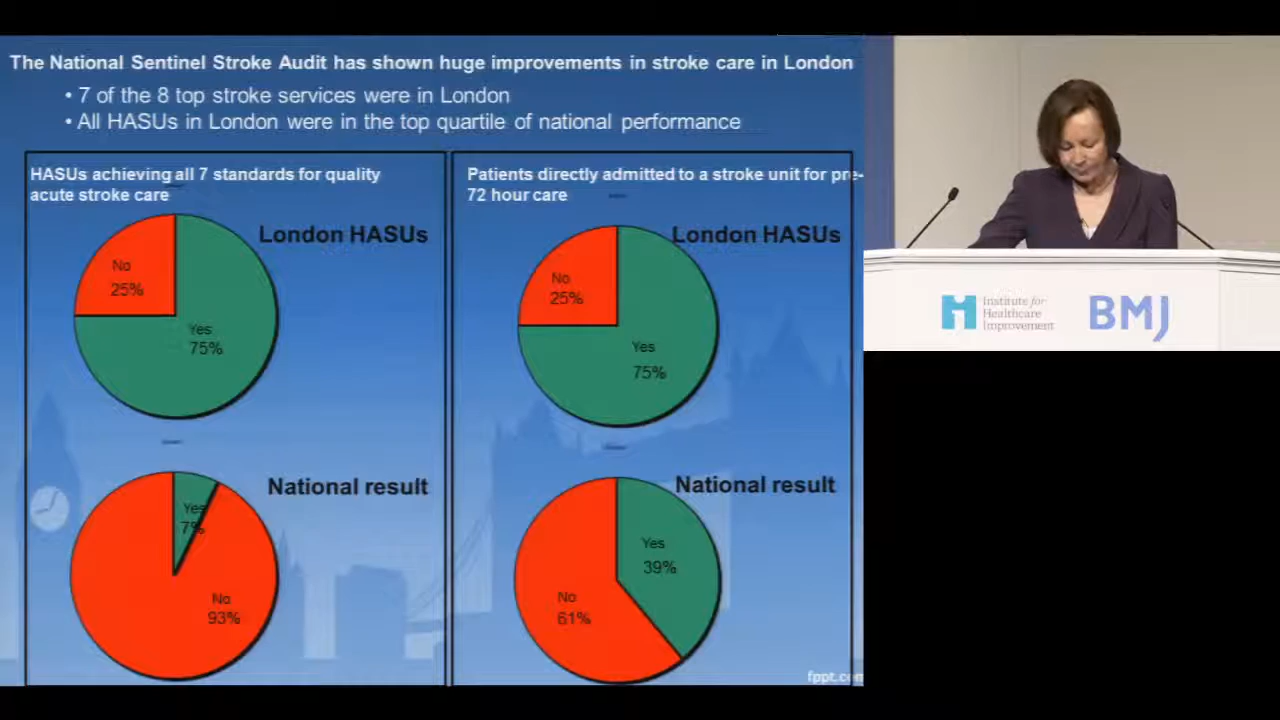 The National Sentinel Stroke Audit has shown huge improvements in stroke care in London
• 7 of the 8 top stroke services were in London
• All HASUs in London were in the top quartile of national performance
HASUs achieving all 7 standards for quality
acute stroke care
London HASUs
No
25%
Yes
75%
National result
Yes
7%
No
93%
Patients directly admitted to a stroke unit for pre-
72 hour care
London HASUs
No
25%
Yes
75%
National result
Yes
39%
No
61%
fppt.com
Institute for
Healthcare
Improvement
BMJ